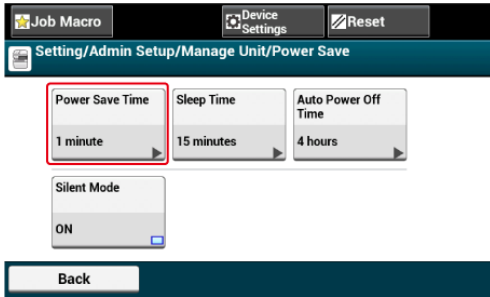 Job Macro
Device
Settings
Reset
Setting/Admin Setup/Manage Unit/Power Save
Power Save Time
1 minute
Sleep Time
15 minutes
Auto Power Off
Time
4 hours
Silent Mode
ON
Back